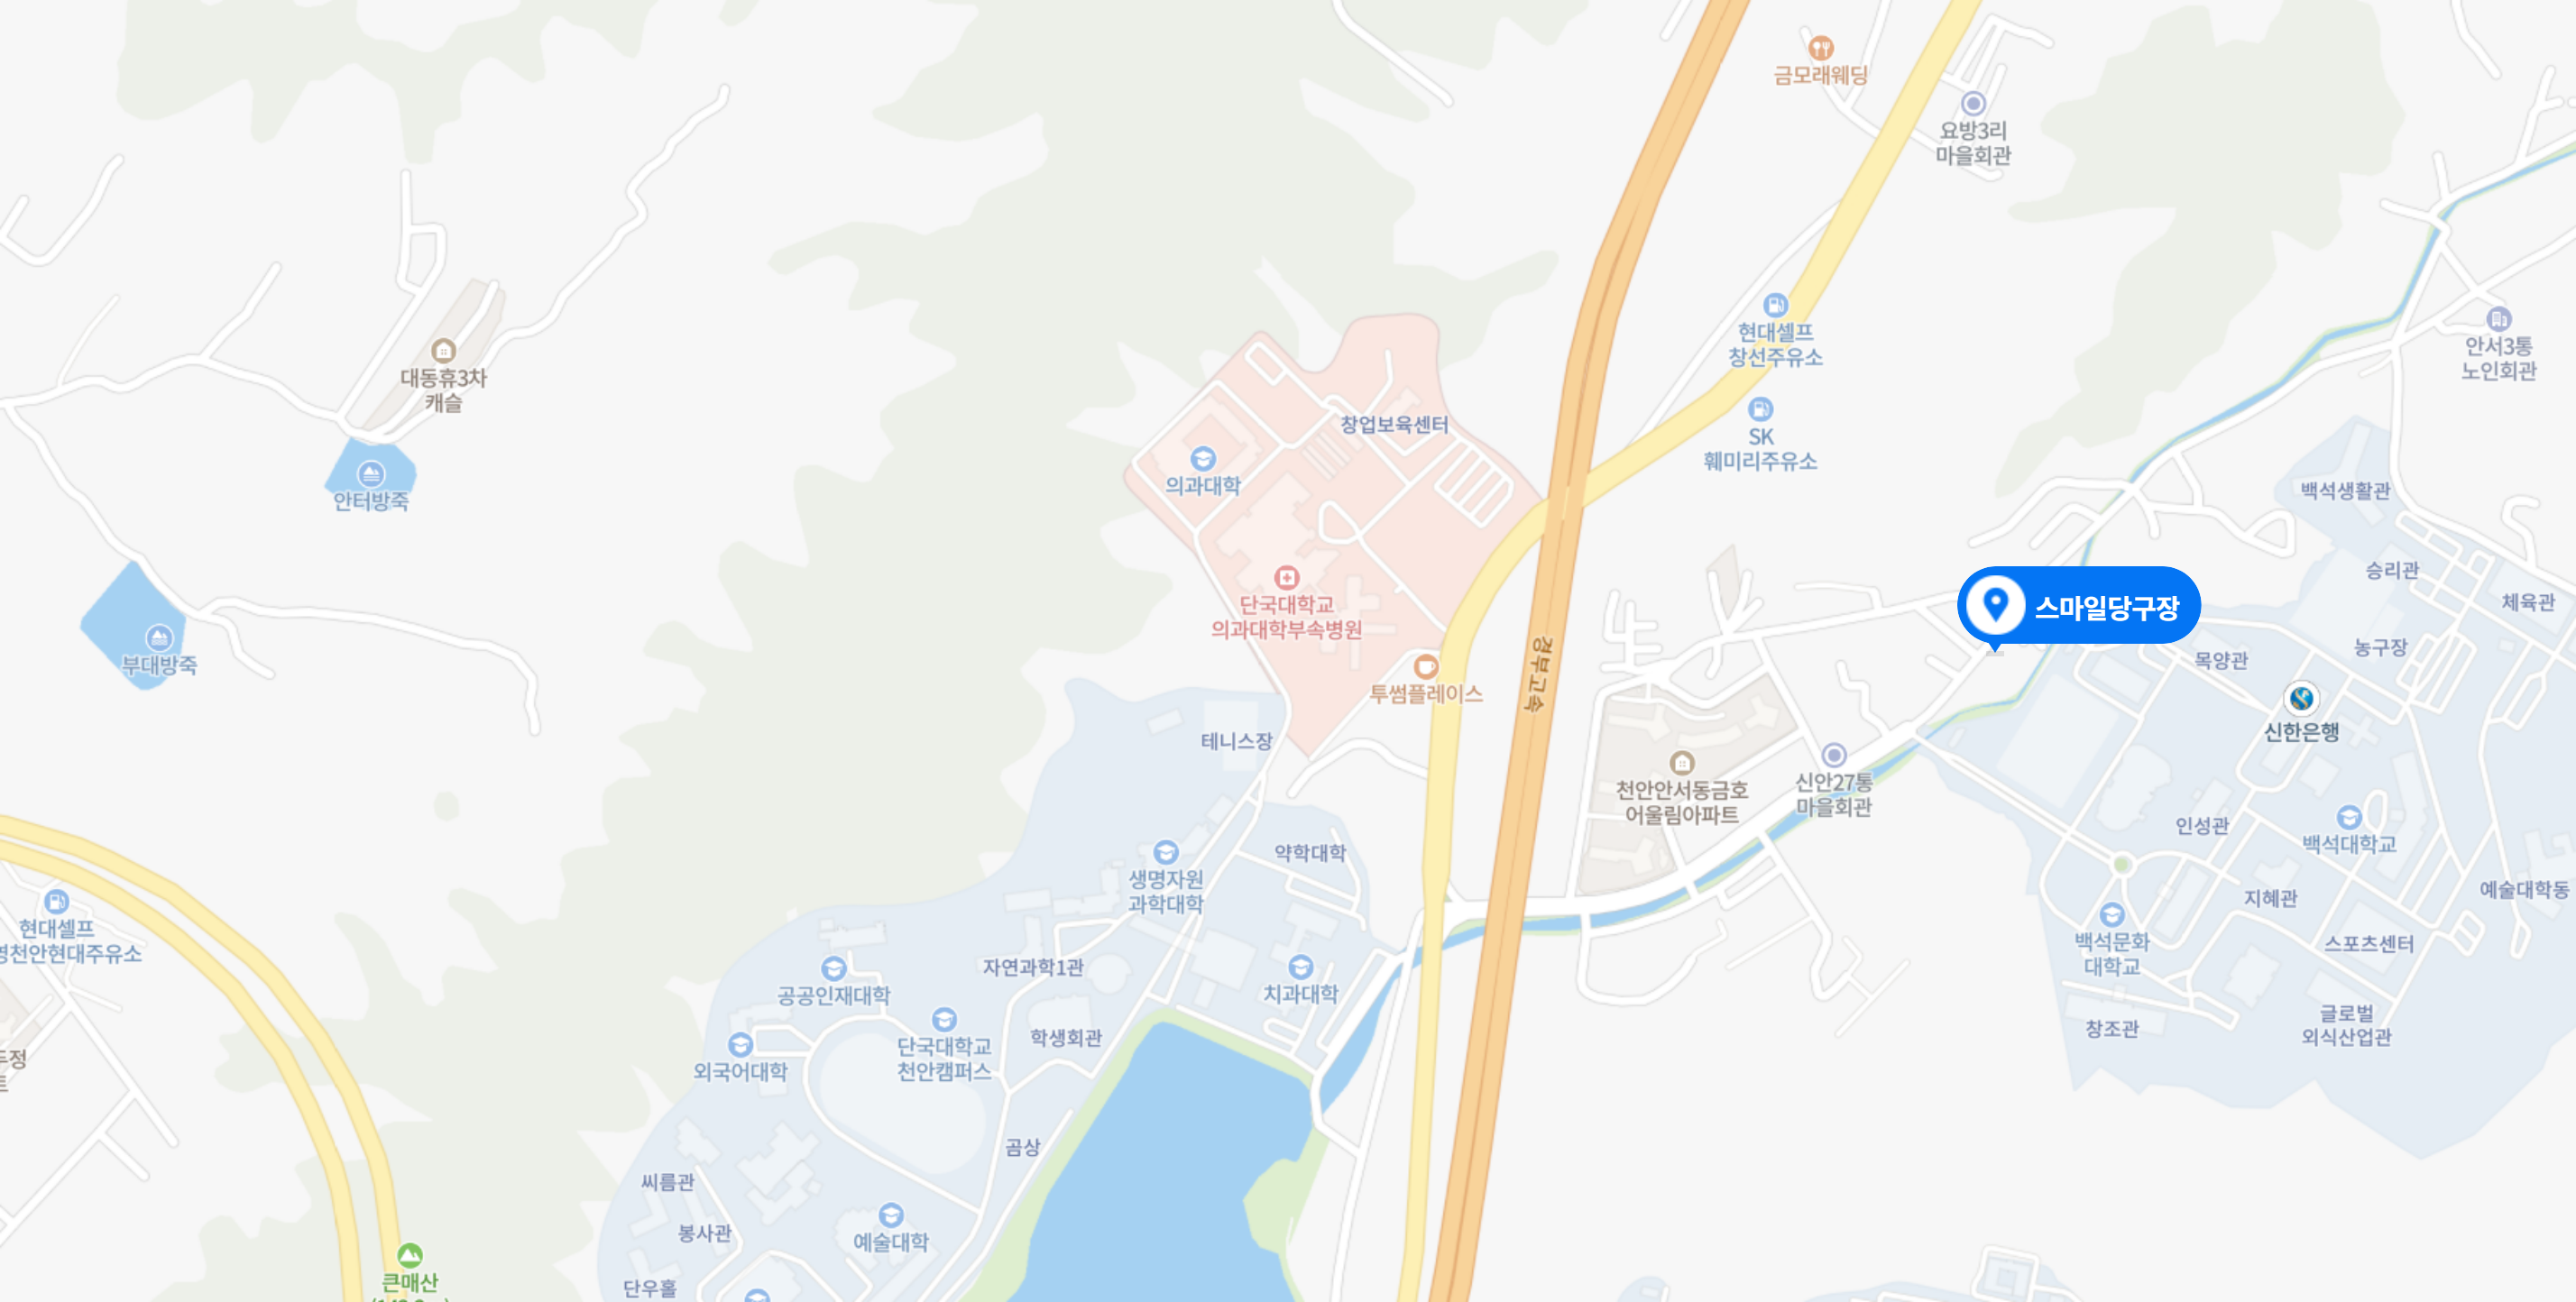 금모래웨딩
요방3리
마을회관
현대셀프
창선주유소
안서3통
노인회관
대동휴3차
캐슬
창업보육센터
SK
훼미리주유소
의과대학
안터방죽
백석생활관
승리관
체육관
단국대학교
의과대학부속병원
스마일당구장
농구장
목양관
부대방죽
투썸플레이스
경부고속
신한은행
테니스장
천안안서동금호
어울림아파트
신안27통
마을회관
인성관
백석대학교
약학대학
생명자원
과학대학
예술대학동
지혜관
현대셀프
영천안현대주유소
백석문화
대학교
스포츠센터
자연과학1관
공공인재대학
치과대학
글로벌
외식산업관
창조관
학생회관
단국대학교
천안캠퍼스
외국어대학
곰상
씨름관
봉사관
예술대학
큰매산
단우홀